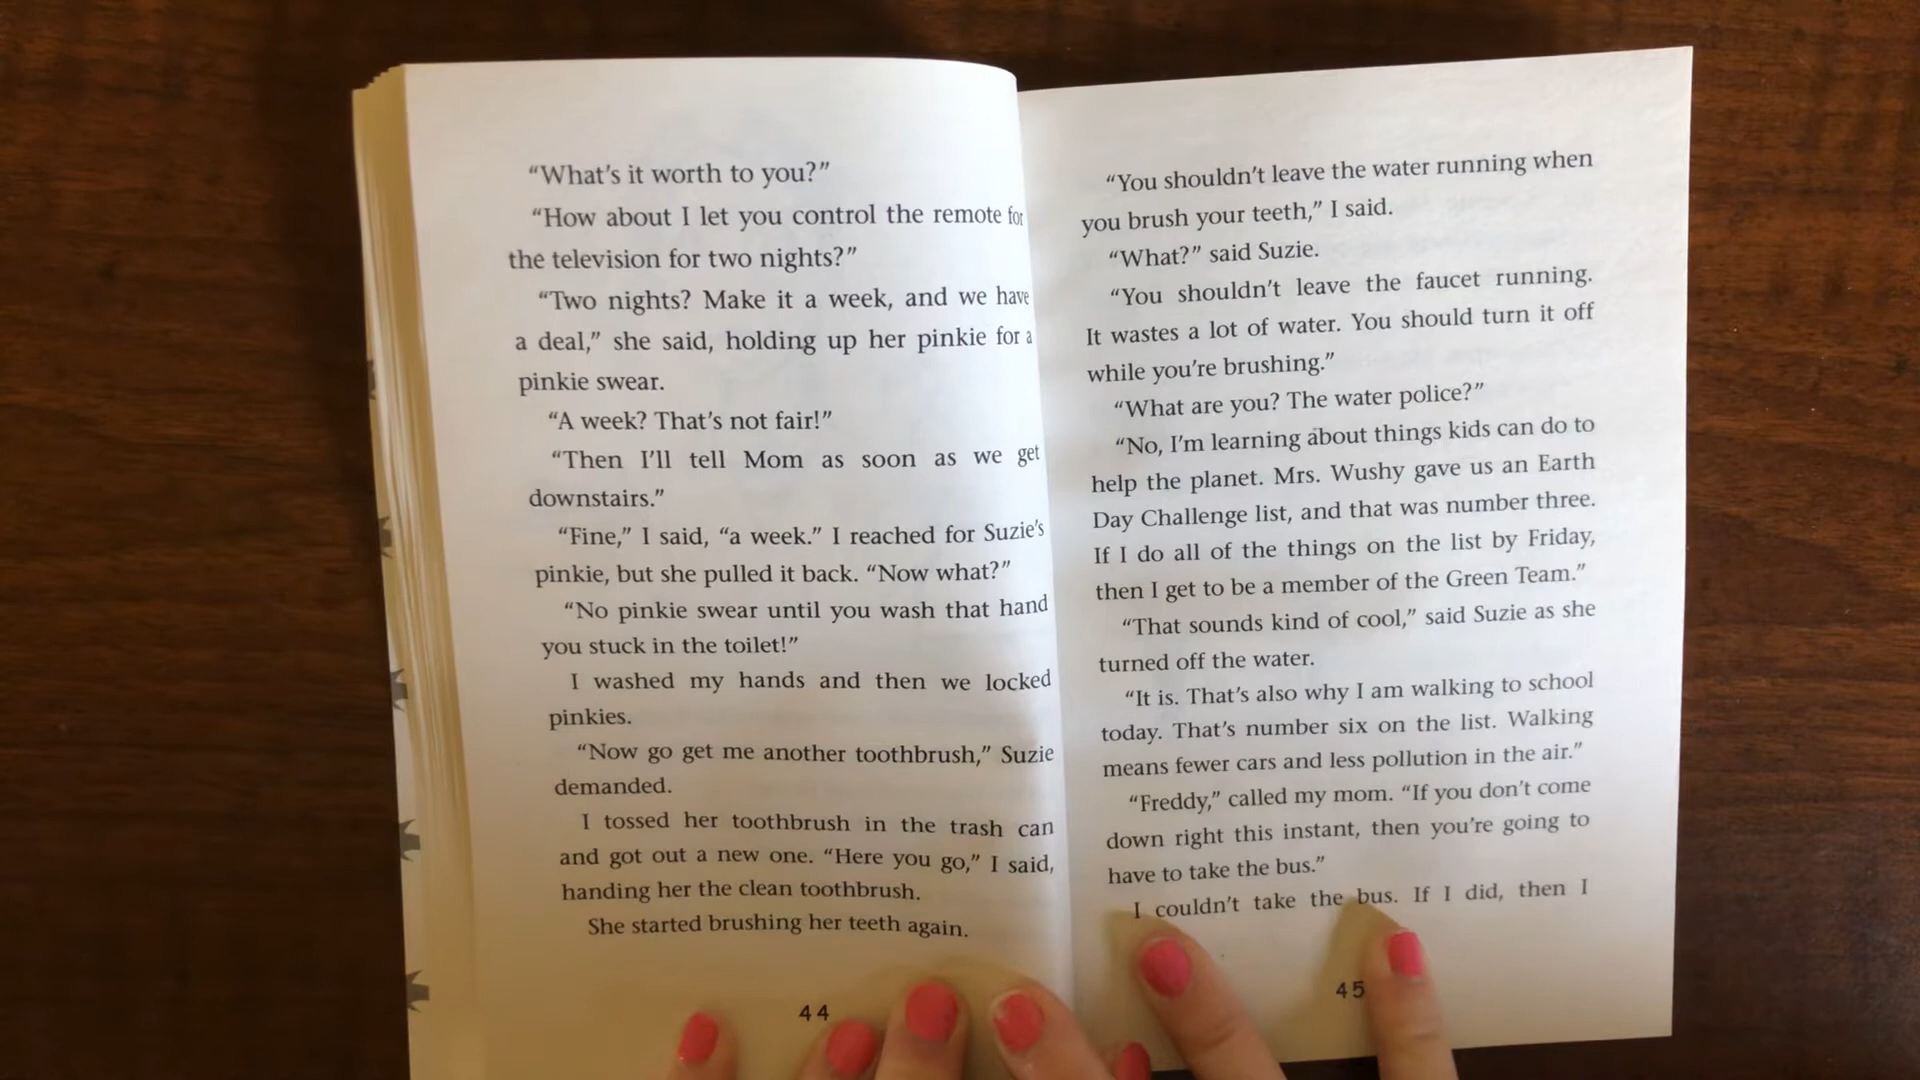 “What’s it worth to you?”
“How about I let you control the remote for
the television for two nights?”
“Two nights? Make it a week, and we have
a deal,” she said, holding up her pinkie for a
pinkie swear.
“A week? That’s not fair!”
“Then I’ll tell Mom as soon as we get
downstairs.”
“Fine,” I said, “a week.” I reached for Suzie’s
pinkie, but she pulled it back. “Now what?”
“No pinkie swear until you wash that hand
you stuck in the toilet!”
I washed my hands and then we locked
pinkies.
“Now go get me another toothbrush,” Suzie
demanded.
I tossed her toothbrush in the trash can
and got out a new one. “Here you go,” I said,
handing her the clean toothbrush.
She started brushing her teeth again.
44
“You shouldn’t leave the water running when
you brush your teeth,” I said.
“What?” said Suzie.
“You shouldn’t leave the faucet running.
It wastes a lot of water. You should turn it off
while you’re brushing.”
“What are you? The water police?”
“No, I’m learning about things kids can do to
help the planet. Mrs. Wushy gave us an Earth
Day Challenge list, and that was number three.
If I do all of the things on the list by Friday,
then I get to be a member of the Green Team.”
“That sounds kind of cool,” said Suzie as she
turned off the water.
“It is. That’s also why I am walking to school
today. That’s number six on the list. Walking
means fewer cars and less pollution in the air.”
“Freddy,” called my mom. “If you don’t come
down right this instant, then you’re going to
have to take the bus.”
I couldn’t take the bus. If I did, then I
45